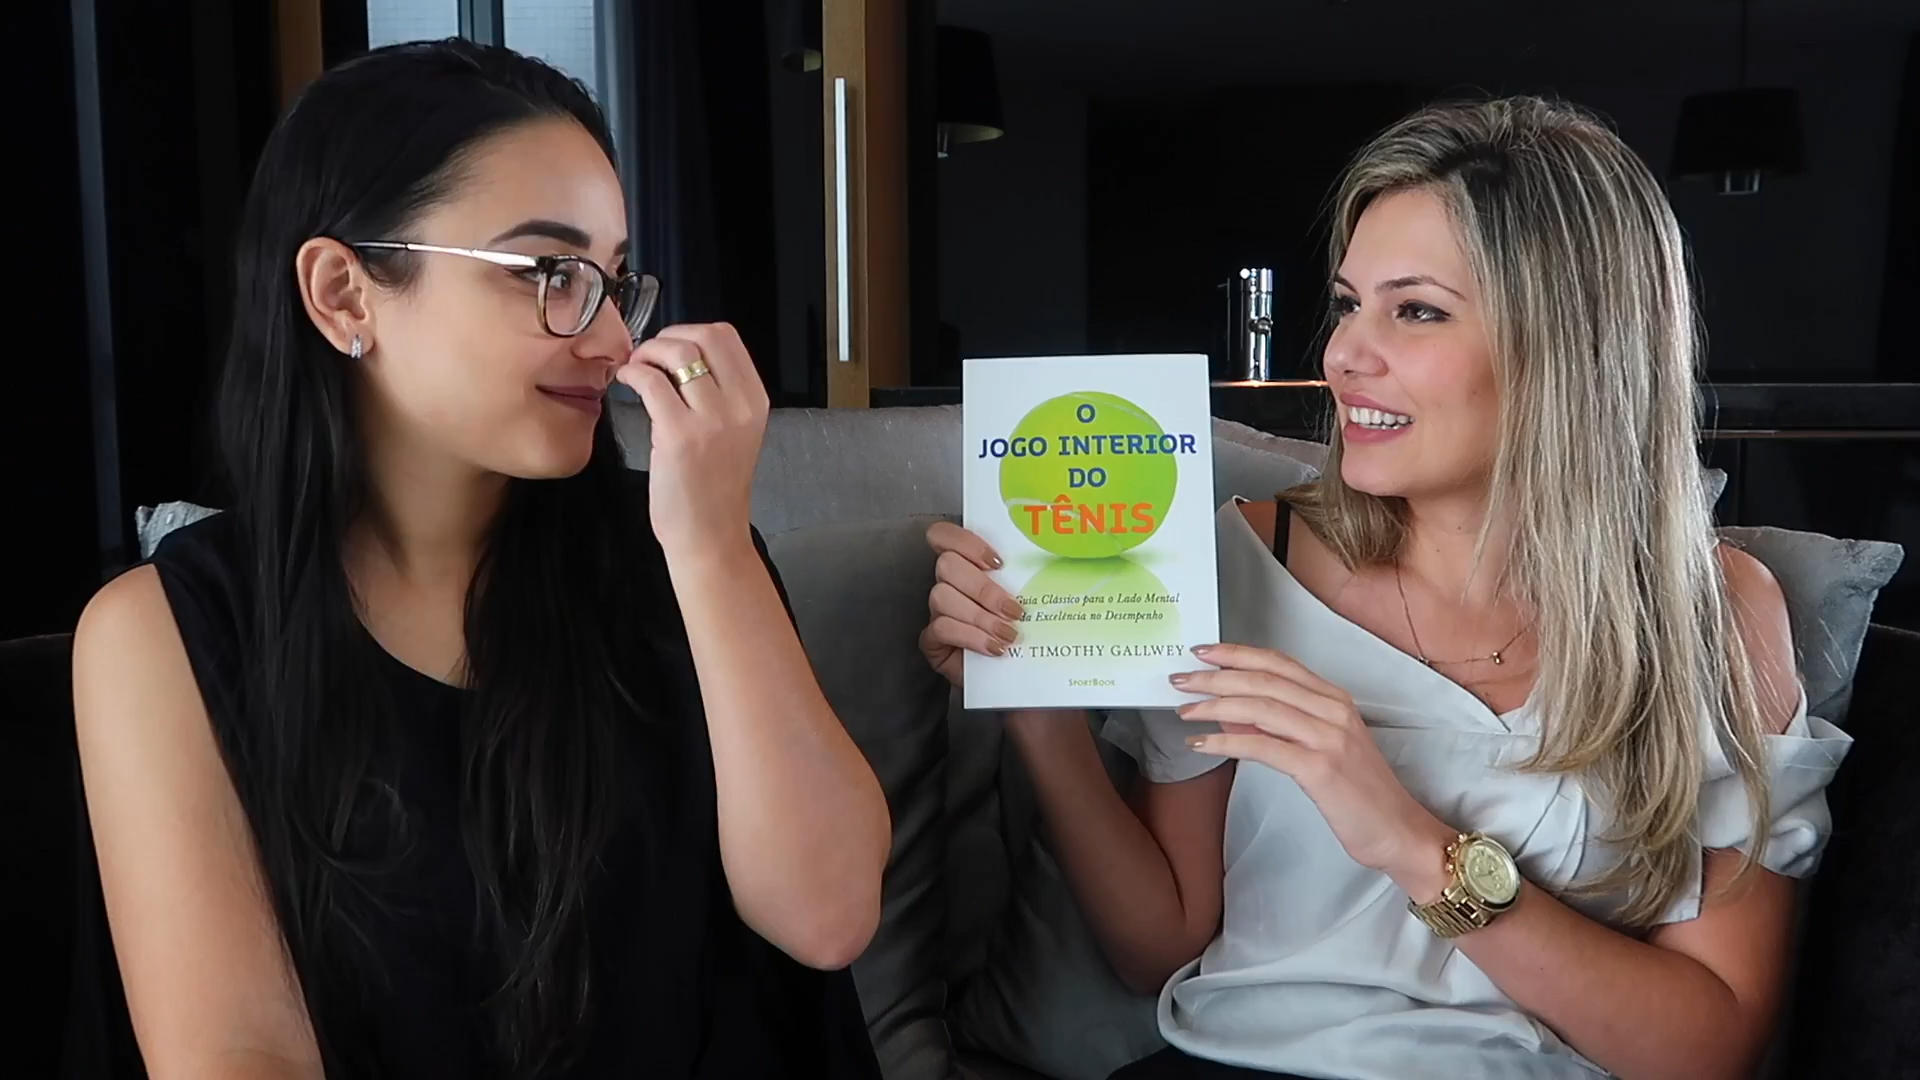 O
JOGO INTERIOR
DO
TÊNIS
Guia Clássico para o Lado Mental
da Excelência no Desempenho
W. TIMOTHY GALLWEY
SPORTBOOK